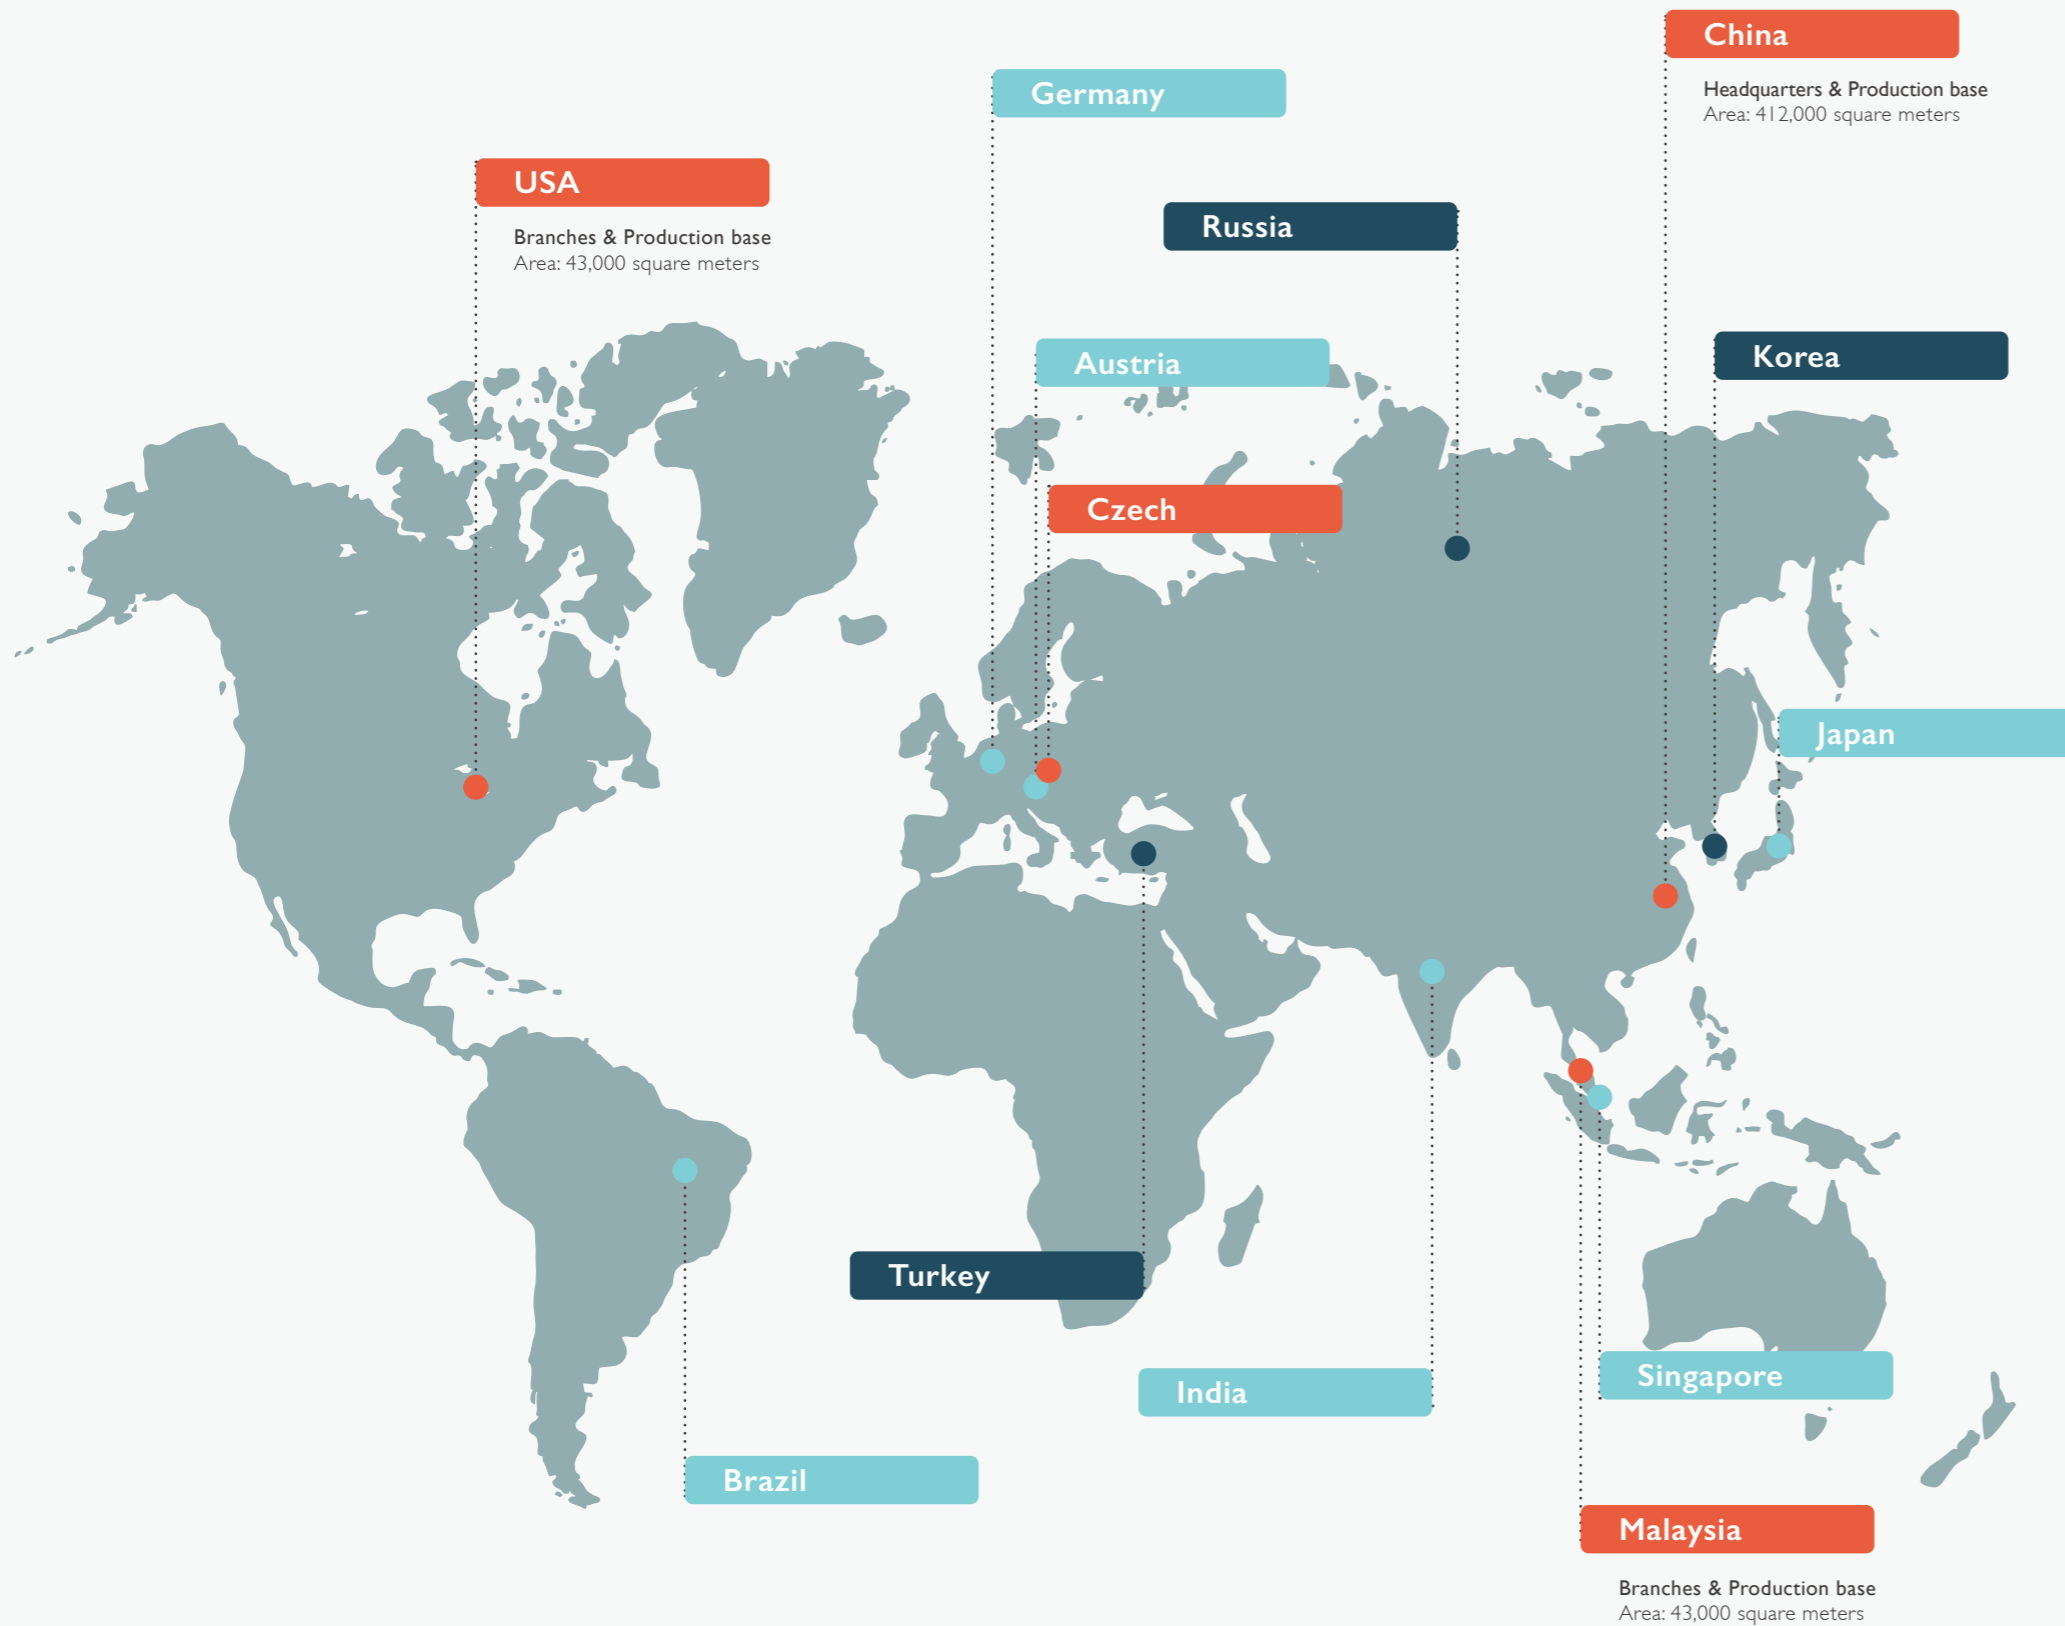 China
Headquarters & Production base
Area: 412,000 square meters
Germany
USA
Branches & Production base
Area: 43,000 square meters
Russia
Austria
Korea
Czech
Japan
Turkey
India
Singapore
Brazil
Malaysia
Branches & Production base
Area: 43,000 square meters